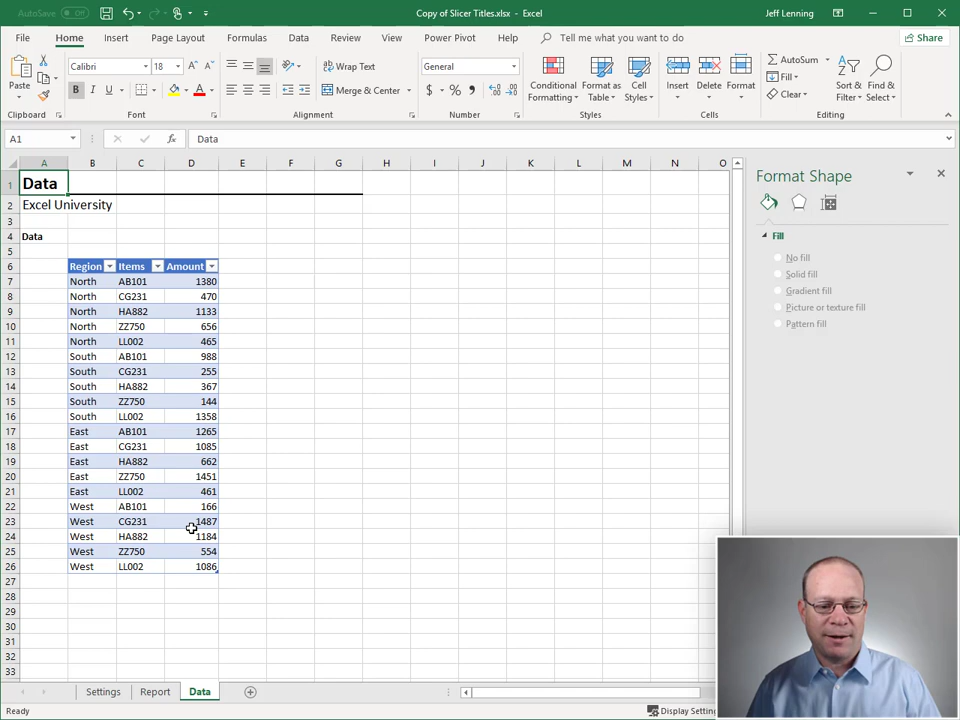 AutoSave Off
Copy of Slicer Titles.xlsx - Excel
Jeff Lenning
File Home Insert Page Layout Formulas Data Review View Power Pivot Help Tell me what you want to do Share
Paste
Clipboard
Calibri 18
B I U
Font
Wrap Text
Merge & Center
Alignment
General
Number
Conditional Formatting
Format as Table
Cell Styles
Styles
Insert Delete Format
Cells
AutoSum
Fill
Clear
Sort & Filter
Find & Select
Editing
A1 fx Data
A B C D E F G H I J K L M N O
1 Data
2 Excel University
3
4 Data
5
6 Region Items Amount
7 North AB101 1380
8 North CG231 470
9 North HA882 1133
10 North ZZ750 656
11 North LL002 465
12 South AB101 988
13 South CG231 255
14 South HA882 367
15 South ZZ750 144
16 South LL002 1358
17 East AB101 1265
18 East CG231 1085
19 East HA882 662
20 East ZZ750 1451
21 East LL002 461
22 West AB101 166
23 West CG231 1487
24 West HA882 1184
25 West ZZ750 554
26 West LL002 1086
27
28
29
30
31
32
33
Format Shape
Fill
No fill
Solid fill
Gradient fill
Picture or texture fill
Pattern fill
Settings Report Data
Ready
Display Settings